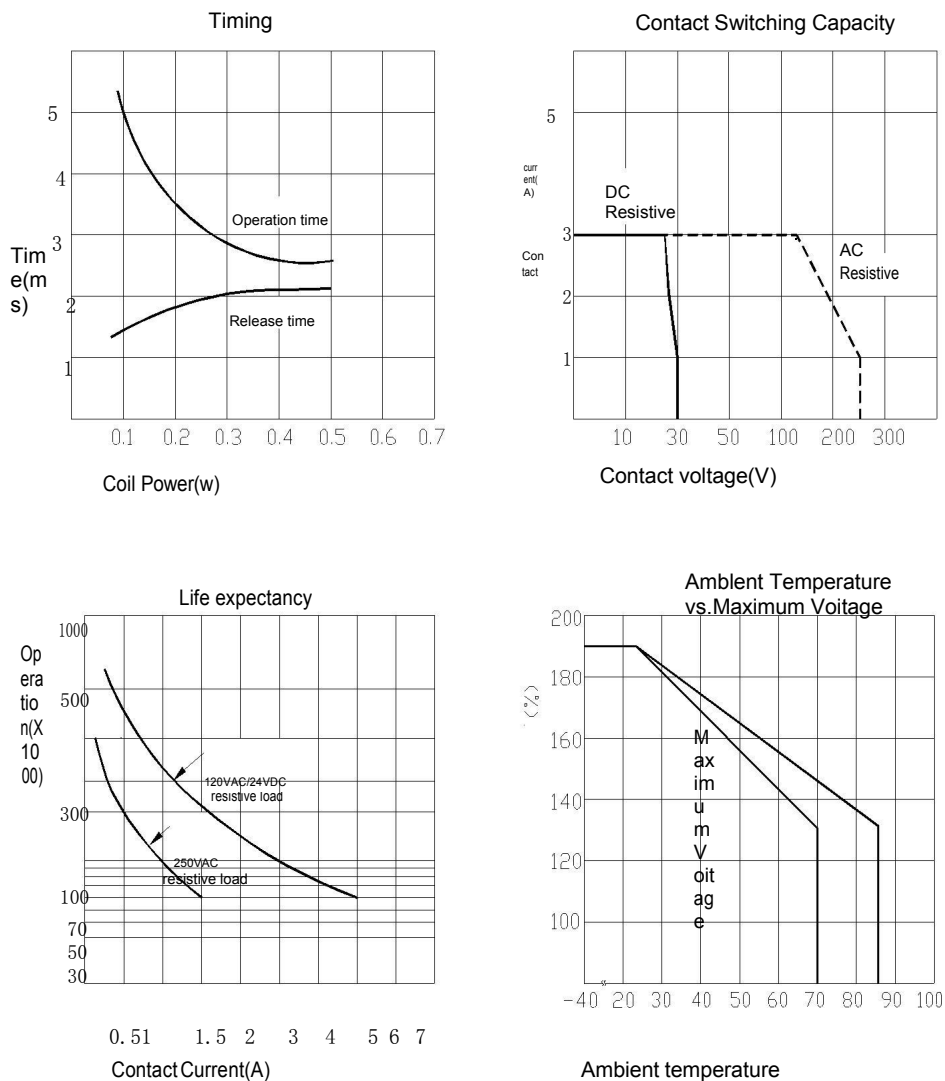 Timing
5
4
3
2
1
Tim
e(m
s)
Operation time
Release time
0.1 0.2 0.3 0.4 0.5 0.6 0.7
Coil Power(w)
Contact Switching Capacity
5
curr
ent(
A)
3
Con
tact
2
1
DC
Resistive
AC
Resistive
10 30 50 100 200 300
Contact voltage(V)
Life expectancy
Op
era
tio
n(X
10
00)
1000
500
300
100
70
50
30
120VAC/24VDC
resistive load
250VAC
resistive load
0.51 1.5 2 3 4 5 6 7
Contact Current(A)
Amblent Temperature
vs.Maximum Voitage
200
180
160
140
120
100
(%)
M
axim
u
m
V
oit
ag
e
-40 20 30 40 50 60 70 80 90 100
Ambient temperature